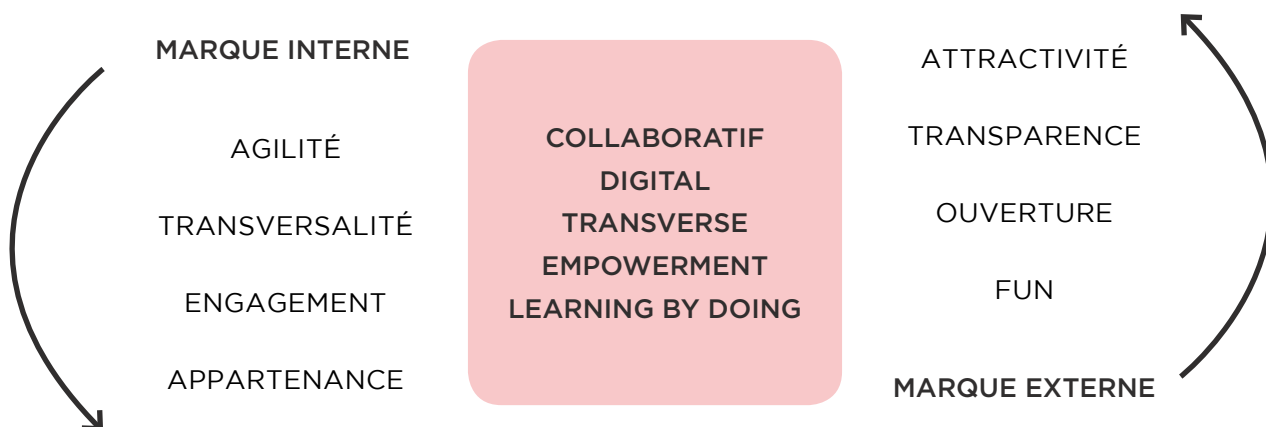 MARQUE INTERNE
AGILITÉ
TRANSVERSALITÉ
ENGAGEMENT
APPARTENANCE
COLLABORATIF
DIGITAL
TRANSVERSE
EMPOWERMENT
LEARNING BY DOING
ATTRACTIVITÉ
TRANSPARENCE
OUVERTURE
FUN
MARQUE EXTERNE